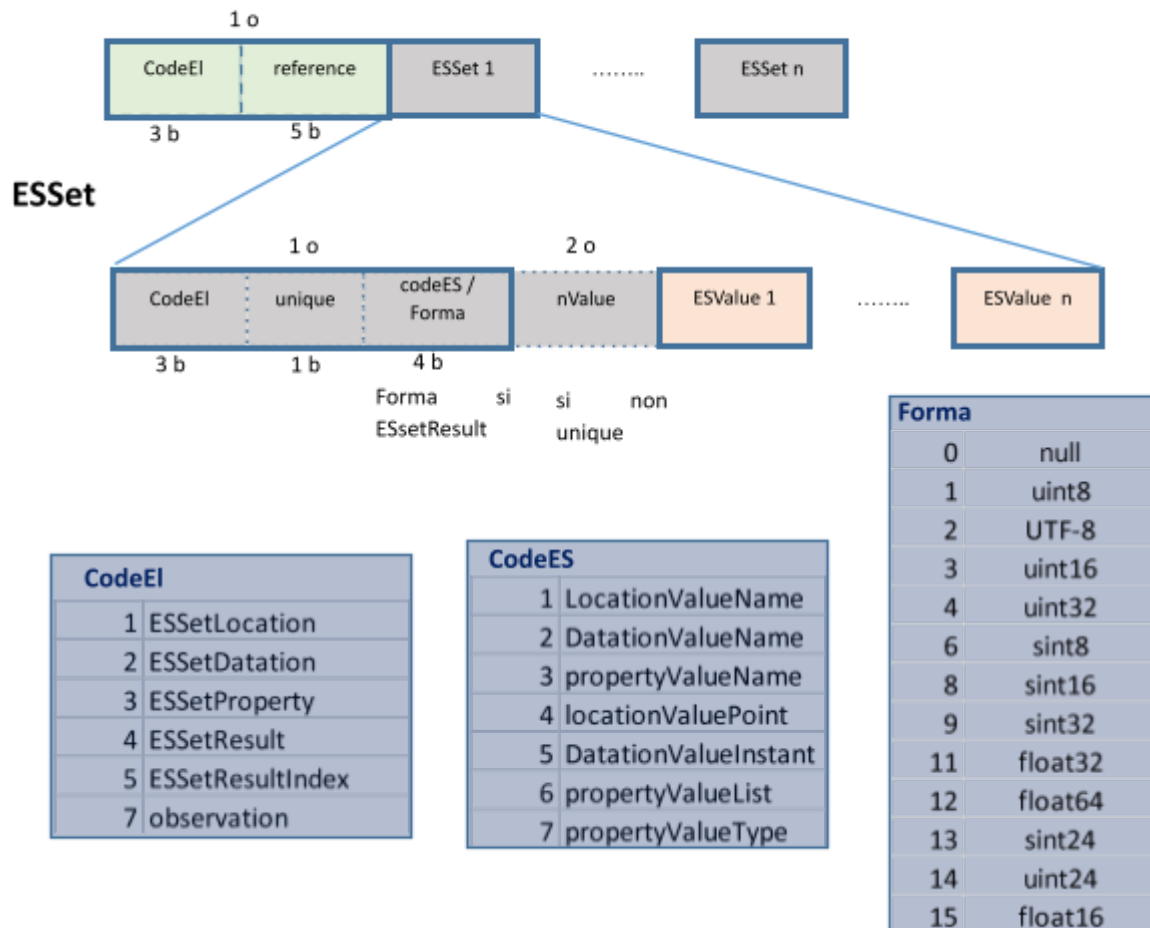 1 o
CodeEl reference ESSet 1 …….. ESSet n
3 b 5 b
ESSet
1 o 2 o
CodeEl unique codeES / Forma nValue ESValue 1 …….. ESValue n
3 b 1 b 4 b
Forma si si non
ESsetResult unique
CodeEl
1 ESSetLocation
2 ESSetDatation
3 ESSetProperty
4 ESSetResult
5 ESSetResultIndex
7 observation
CodeES
1 LocationValueName
2 DatationValueName
3 propertyValueName
4 locationValuePoint
5 DatationValueInstant
6 propertyValueList
7 propertyValueType
Forma
0 null
1 uint8
2 UTF-8
3 uint16
4 uint32
6 sint8
8 sint16
9 sint32
11 float32
12 float64
13 sint24
14 uint24
15 float16